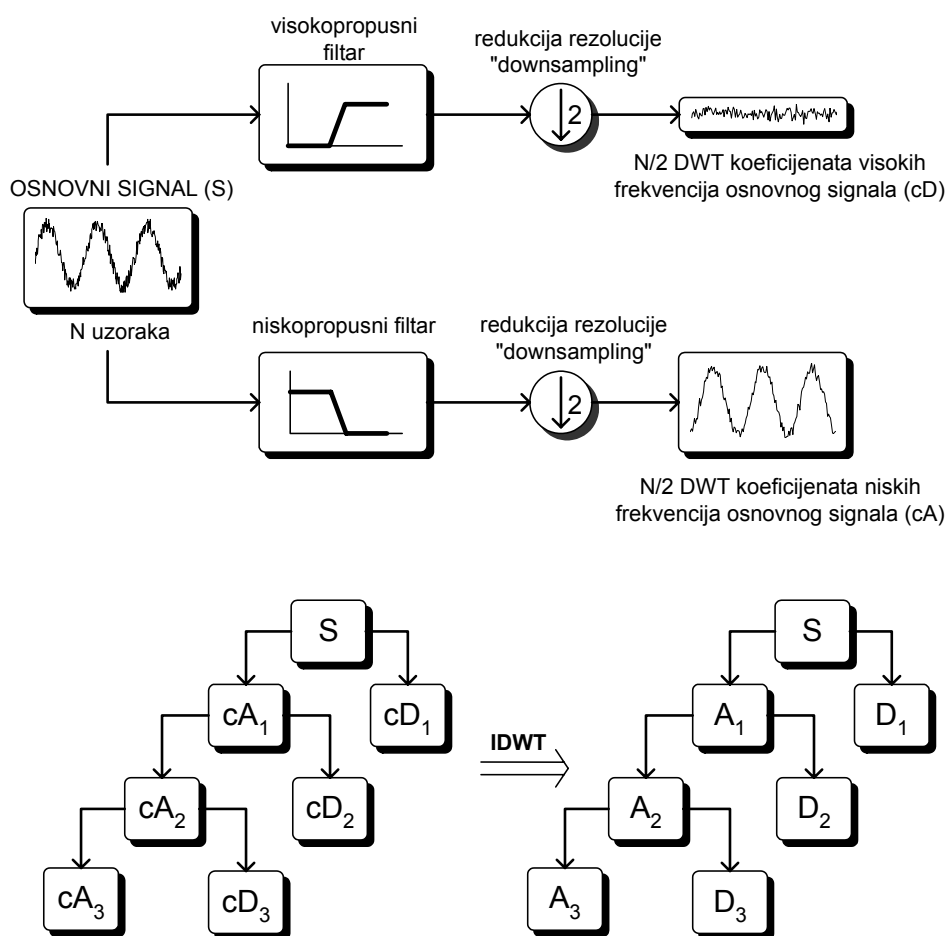 visokopropusni
filtar
redukcija rezolucije
"downsampling"
2
N/2 DWT koeficijenata visokih
frekvencija osnovnog signala (cD)
OSNOVNI SIGNAL (S)
N uzoraka
niskopropusni filtar
redukcija rezolucije
"downsampling"
2
N/2 DWT koeficijenata niskih
frekvencija osnovnog signala (cA)
S
cA₁
cD₁
cA₂
cD₂
cA₃
cD₃
IDWT
S
A₁
D₁
A₂
D₂
A₃
D₃